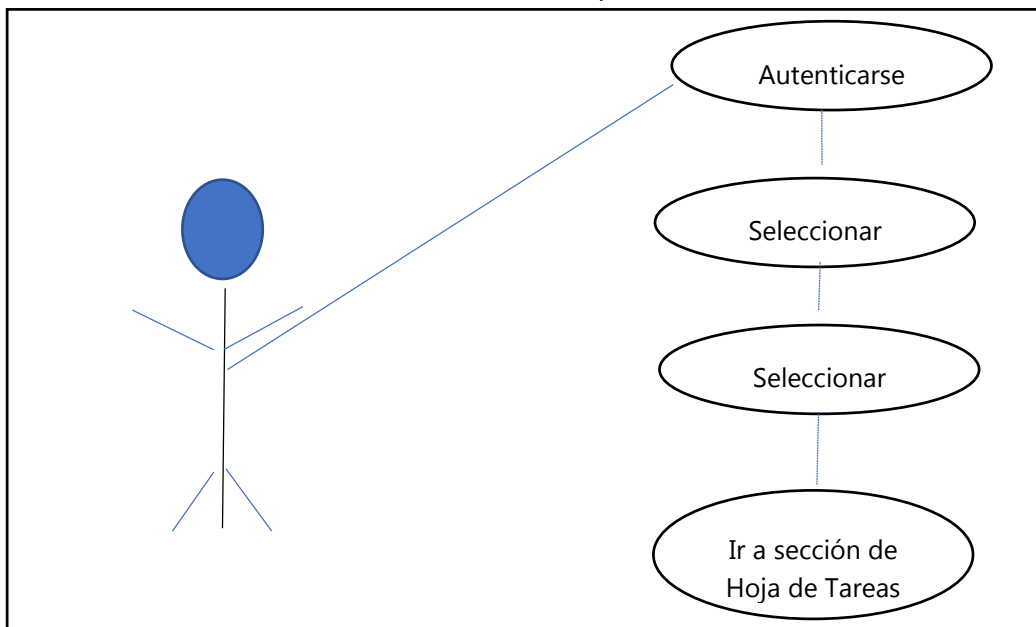 Autenticarse
Seleccionar
Seleccionar
Ir a sección de
Hoja de Tareas